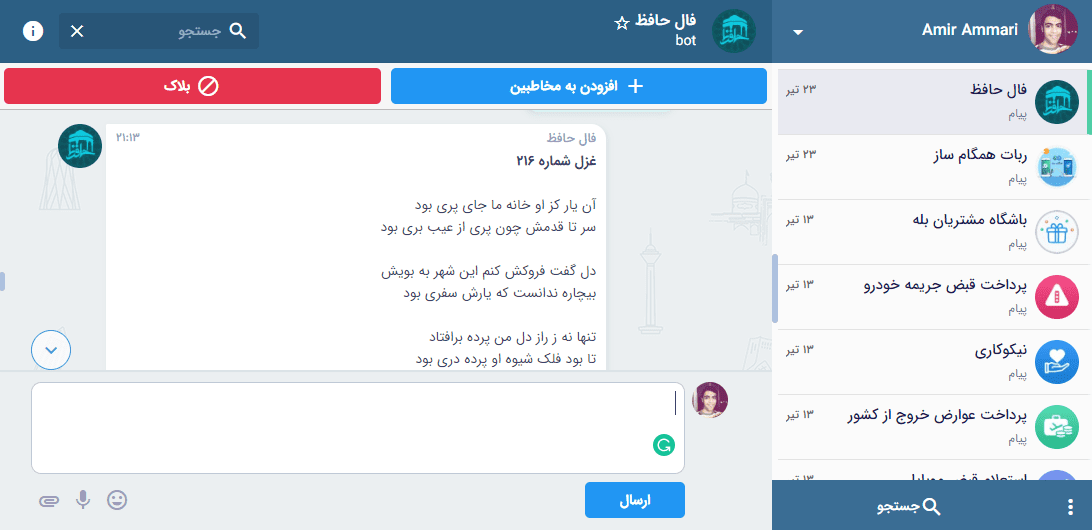 Amir Ammari
فال حافظ
۲۳ تیر
پیام
ربات همگام ساز
۲۳ تیر
پیام
باشگاه مشتریان بله
۱۳ تیر
پیام
پرداخت قبض جریمه خودرو
۱۳ تیر
پیام
نیکوکاری
۱۳ تیر
پیام
پرداخت عوارض خروج از کشور
۱۳ تیر
پیام
استعلام قبض موبایل
۱۳ تیر
جستجو
فال حافظ
bot
جستجو
افزودن به مخاطبین
بلاک
فال حافظ
۲۱:۱۳
غزل شماره ۲۱۶
آن یار کز او خانه ما جای پری بود
سر تا قدمش چون پری از عیب بری بود
دل گفت فروکش کنم این شهر به بویش
بیچاره ندانست که یارش سفری بود
تنها نه ز راز دل من پرده برافتاد
تا بود فلک شیوه او پرده دری بود
ارسال